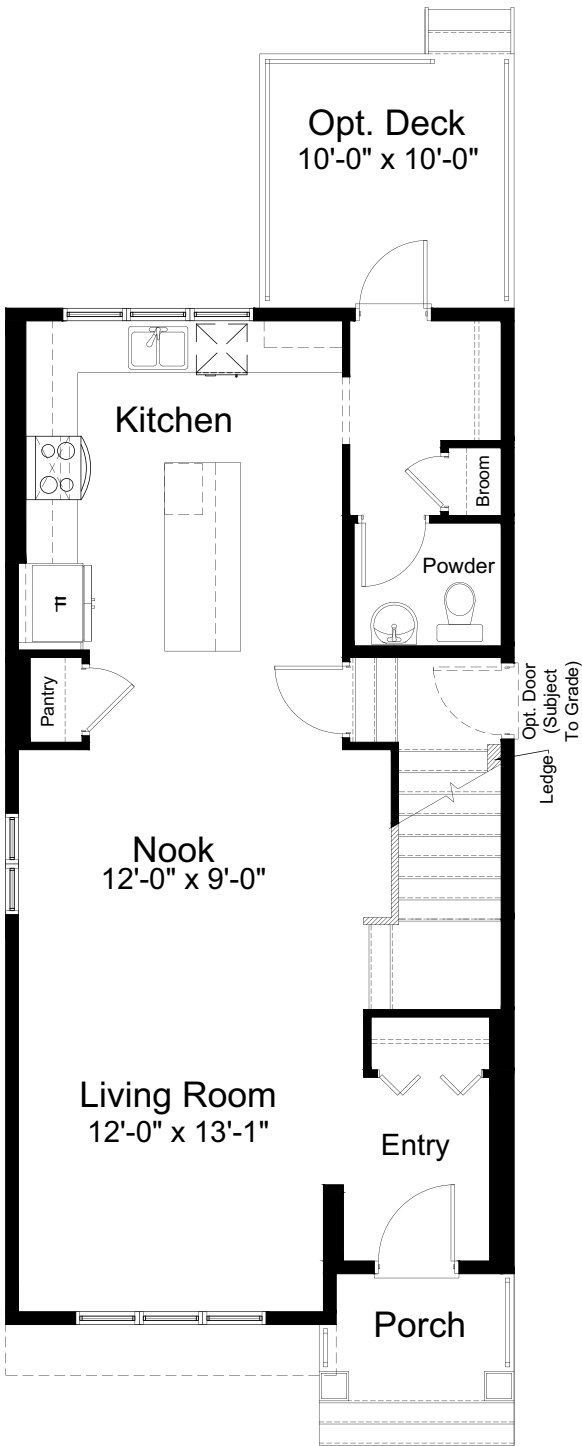 Opt. Deck
10'-0" x 10'-0"
Kitchen
Broom
Powder
Pantry
Opt. Door
(Subject
To Grade)
Ledge
Nook
12'-0" x 9'-0"
Living Room
12'-0" x 13'-1"
Entry
Porch